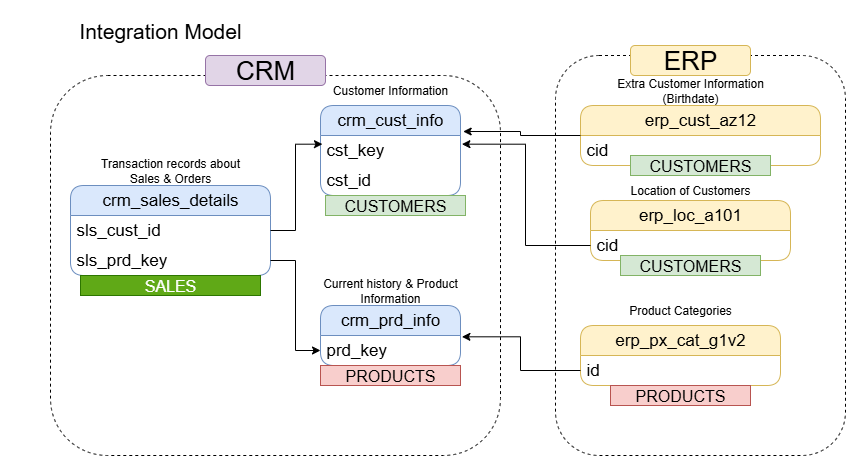 Integration Model
CRM
Customer Information
crm_cust_info
cst_key
cst_id
CUSTOMERS
Transaction records about
Sales & Orders
crm_sales_details
sls_cust_id
sls_prd_key
SALES
Current history & Product
Information
crm_prd_info
prd_key
PRODUCTS
ERP
Extra Customer Information
(Birthdate)
erp_cust_az12
cid
CUSTOMERS
Location of Customers
erp_loc_a101
cid
CUSTOMERS
Product Categories
erp_px_cat_g1v2
id
PRODUCTS